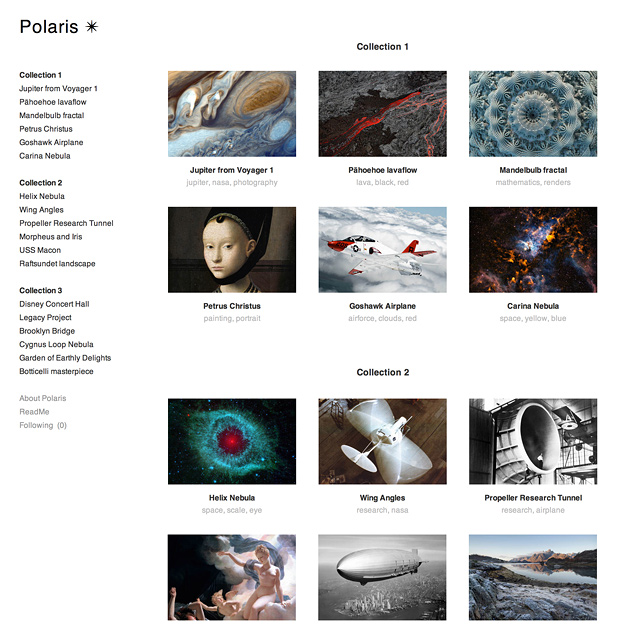 Polaris ✴
Collection 1
Jupiter from Voyager 1
Pähoehoe lavaflow
Mandelbulb fractal
Petrus Christus
Goshawk Airplane
Carina Nebula
Collection 2
Helix Nebula
Wing Angles
Propeller Research Tunnel
Morpheus and Iris
USS Macon
Raftsundet landscape
Collection 3
Disney Concert Hall
Legacy Project
Brooklyn Bridge
Cygnus Loop Nebula
Garden of Earthly Delights
Botticelli masterpiece
About Polaris
ReadMe
Following (0)
Collection 1
Jupiter from Voyager 1
jupiter, nasa, photography
Pähoehoe lavaflow
lava, black, red
Mandelbulb fractal
mathematics, renders
Petrus Christus
painting, portrait
Goshawk Airplane
airforce, clouds, red
Carina Nebula
space, yellow, blue
Collection 2
Helix Nebula
space, scale, eye
Wing Angles
research, nasa
Propeller Research Tunnel
research, airplane